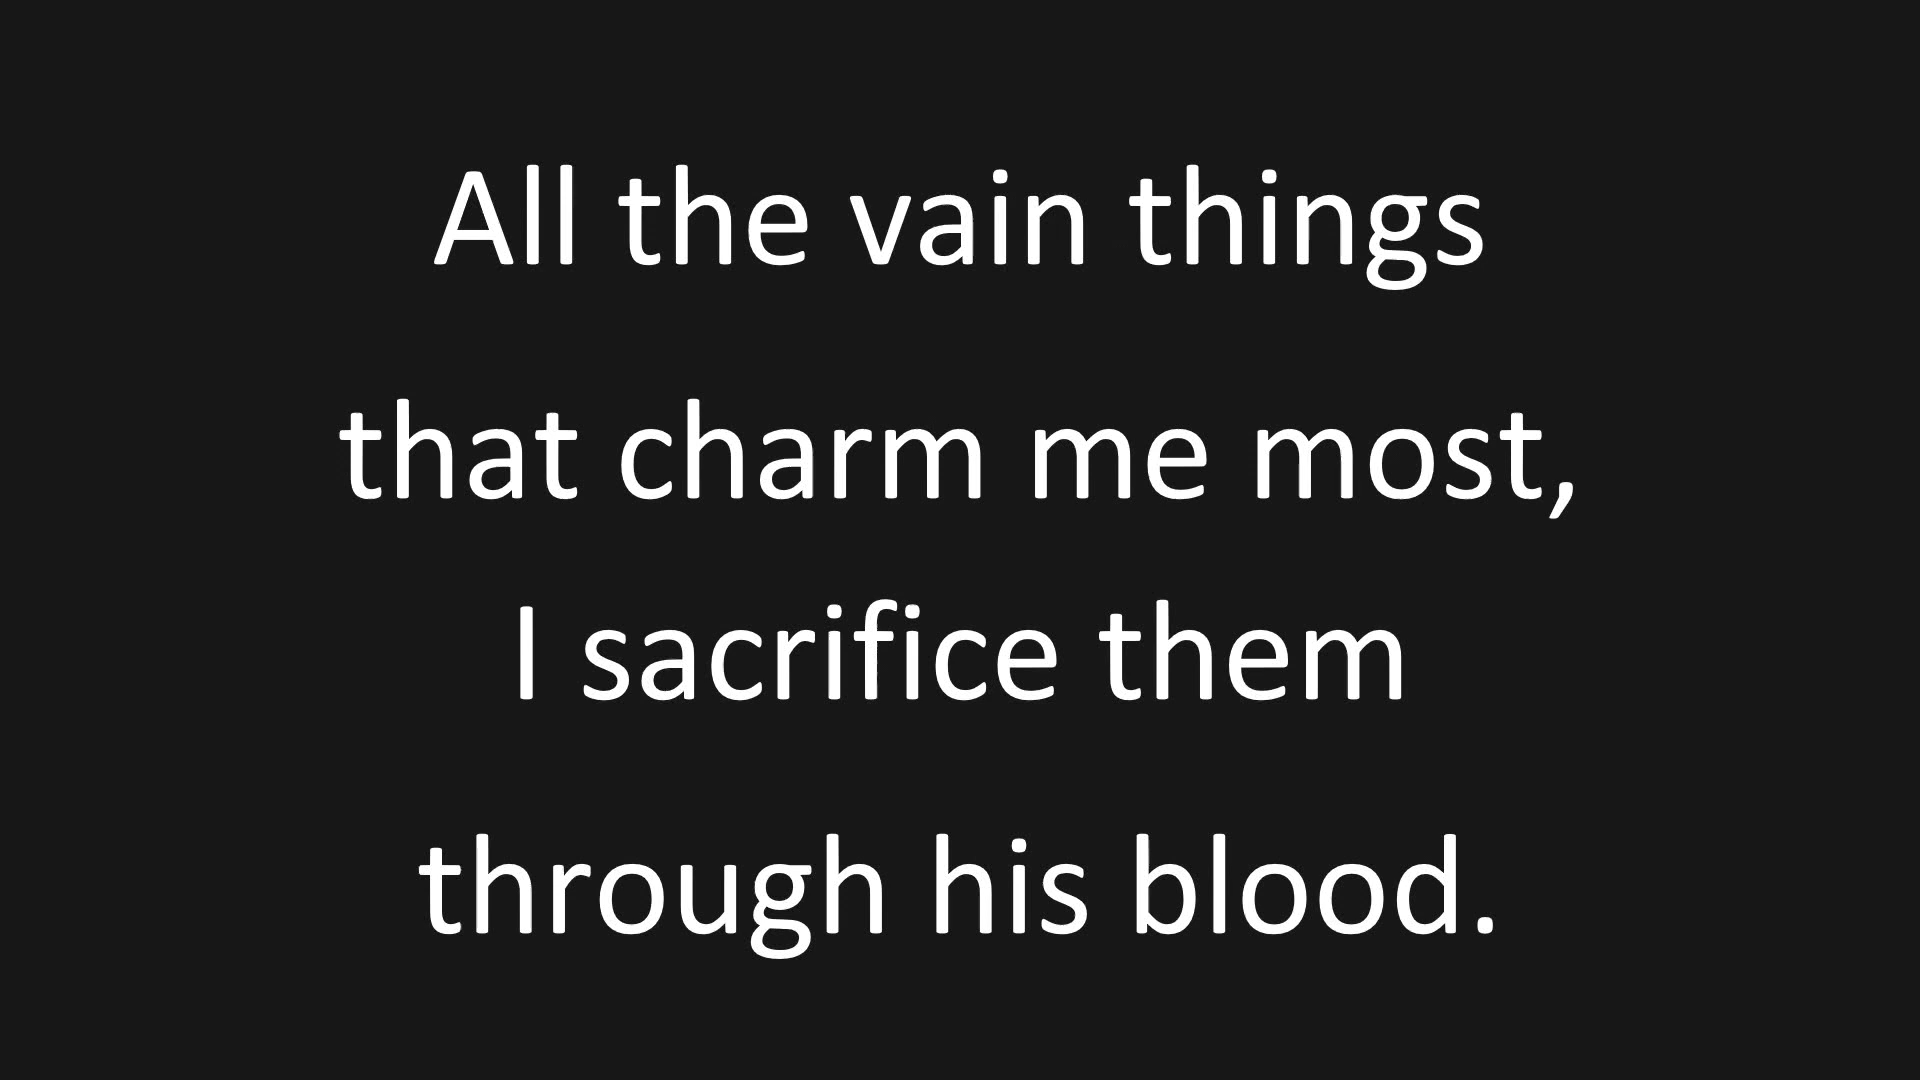 All the vain things
that charm me most,
I sacrifice them
through his blood.